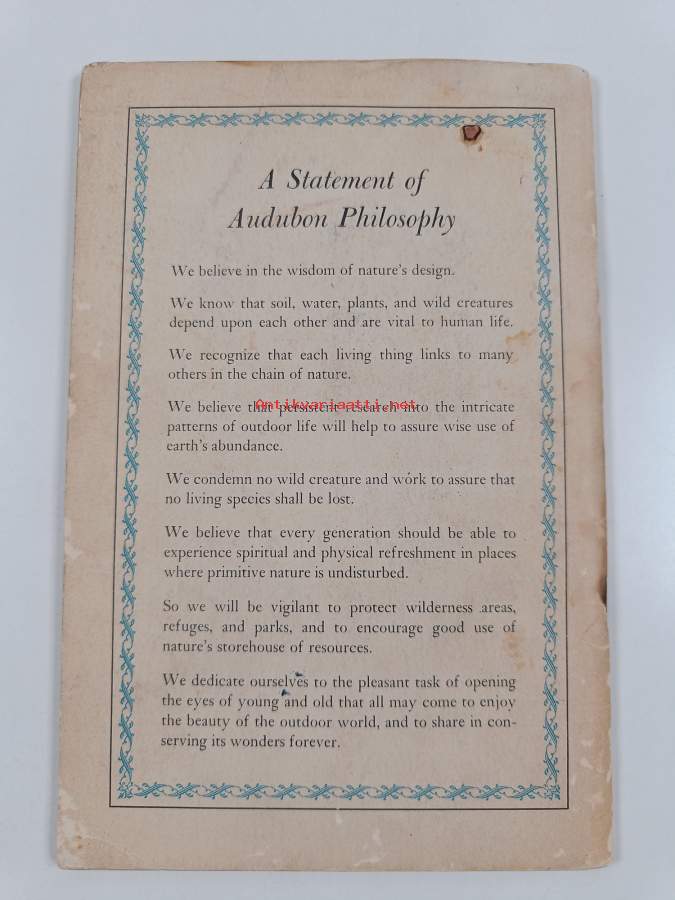 A Statement of
Audubon Philosophy
We believe in the wisdom of nature's design.
We know that soil, water, plants, and wild creatures
depend upon each other and are vital to human life.
We recognize that each living thing links to many
others in the chain of nature.
We believe that persistent research into the intricate
Antikvariaatti.net
patterns of outdoor life will help to assure wise use of
earth's abundance.
We condemn no wild creature and work to assure that
no living species shall be lost.
We believe that every generation should be able to
experience spiritual and physical refreshment in places
where primitive nature is undisturbed.
So we will be vigilant to protect wilderness areas,
refuges, and parks, and to encourage good use of
nature's storehouse of resources.
We dedicate ourselves to the pleasant task of opening
the eyes of young and old that all may come to enjoy
the beauty of the outdoor world, and to share in con-
serving its wonders forever.